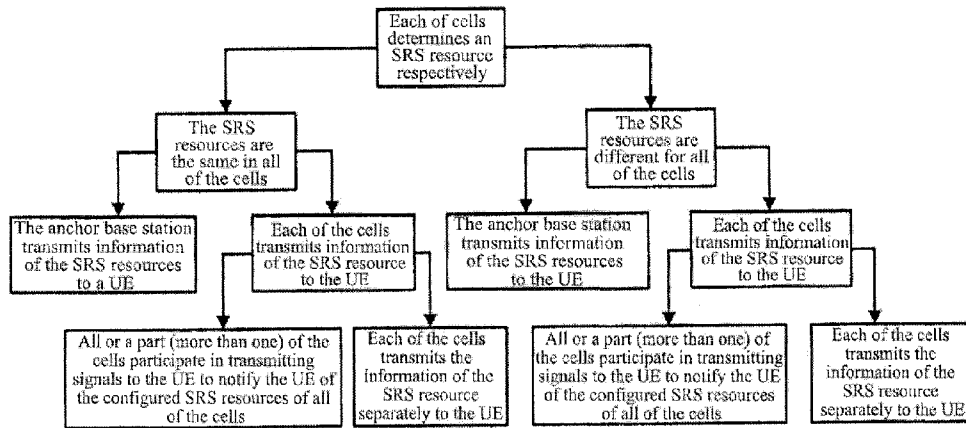 Each of cells
determines an
SRS resource
respectively
The SRS
resources are
the same in all
of the cells
The SRS
resources are
different for all
of the cells
The anchor base station
transmits information
of the SRS resources
to a UE
Each of the cells
transmits information
of the SRS resource
to the UE
The anchor base station
transmits information
of the SRS resources
to the UE
Each of the cells
transmits information
of the SRS resource
to the UE
All or a part (more than one) of the
cells participate in transmitting
signals to the UE to notify the UE of
the configured SRS resources of all
of the cells
Each of the cells
transmits the
information of the
SRS resource
separately to the UE
All or a part (more than one) of
the cells participate in transmitting
signals to the UE to notify the UE
of the configured SRS resources
of all of the cells
Each of the cells
transmits the
information of the
SRS resource
separately to the UE